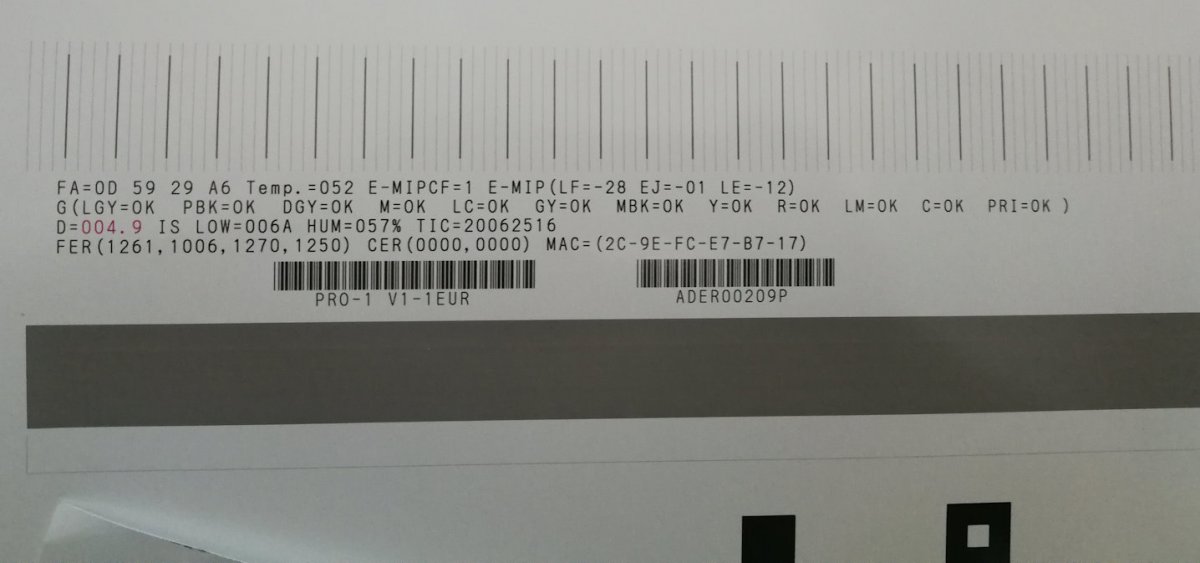 FA=0D 59 29 A6 Temp.=052 E-MIPCF=1 E-MIP(LF=-28 EJ=-01 LE=-12)
G(LGY=OK PBK=OK DGY=OK M=OK LC=OK GY=OK MBK=OK Y=OK R=OK LM=OK C=OK PRI=OK )
D=004.9 IS LOW=006A HUM=057% TIC=20062516
FER(1261,1006,1270,1250) CER(0000,0000) MAC=(2C-9E-FC-E7-B7-17)
PRO-1 V1-1EUR
ADER00209P